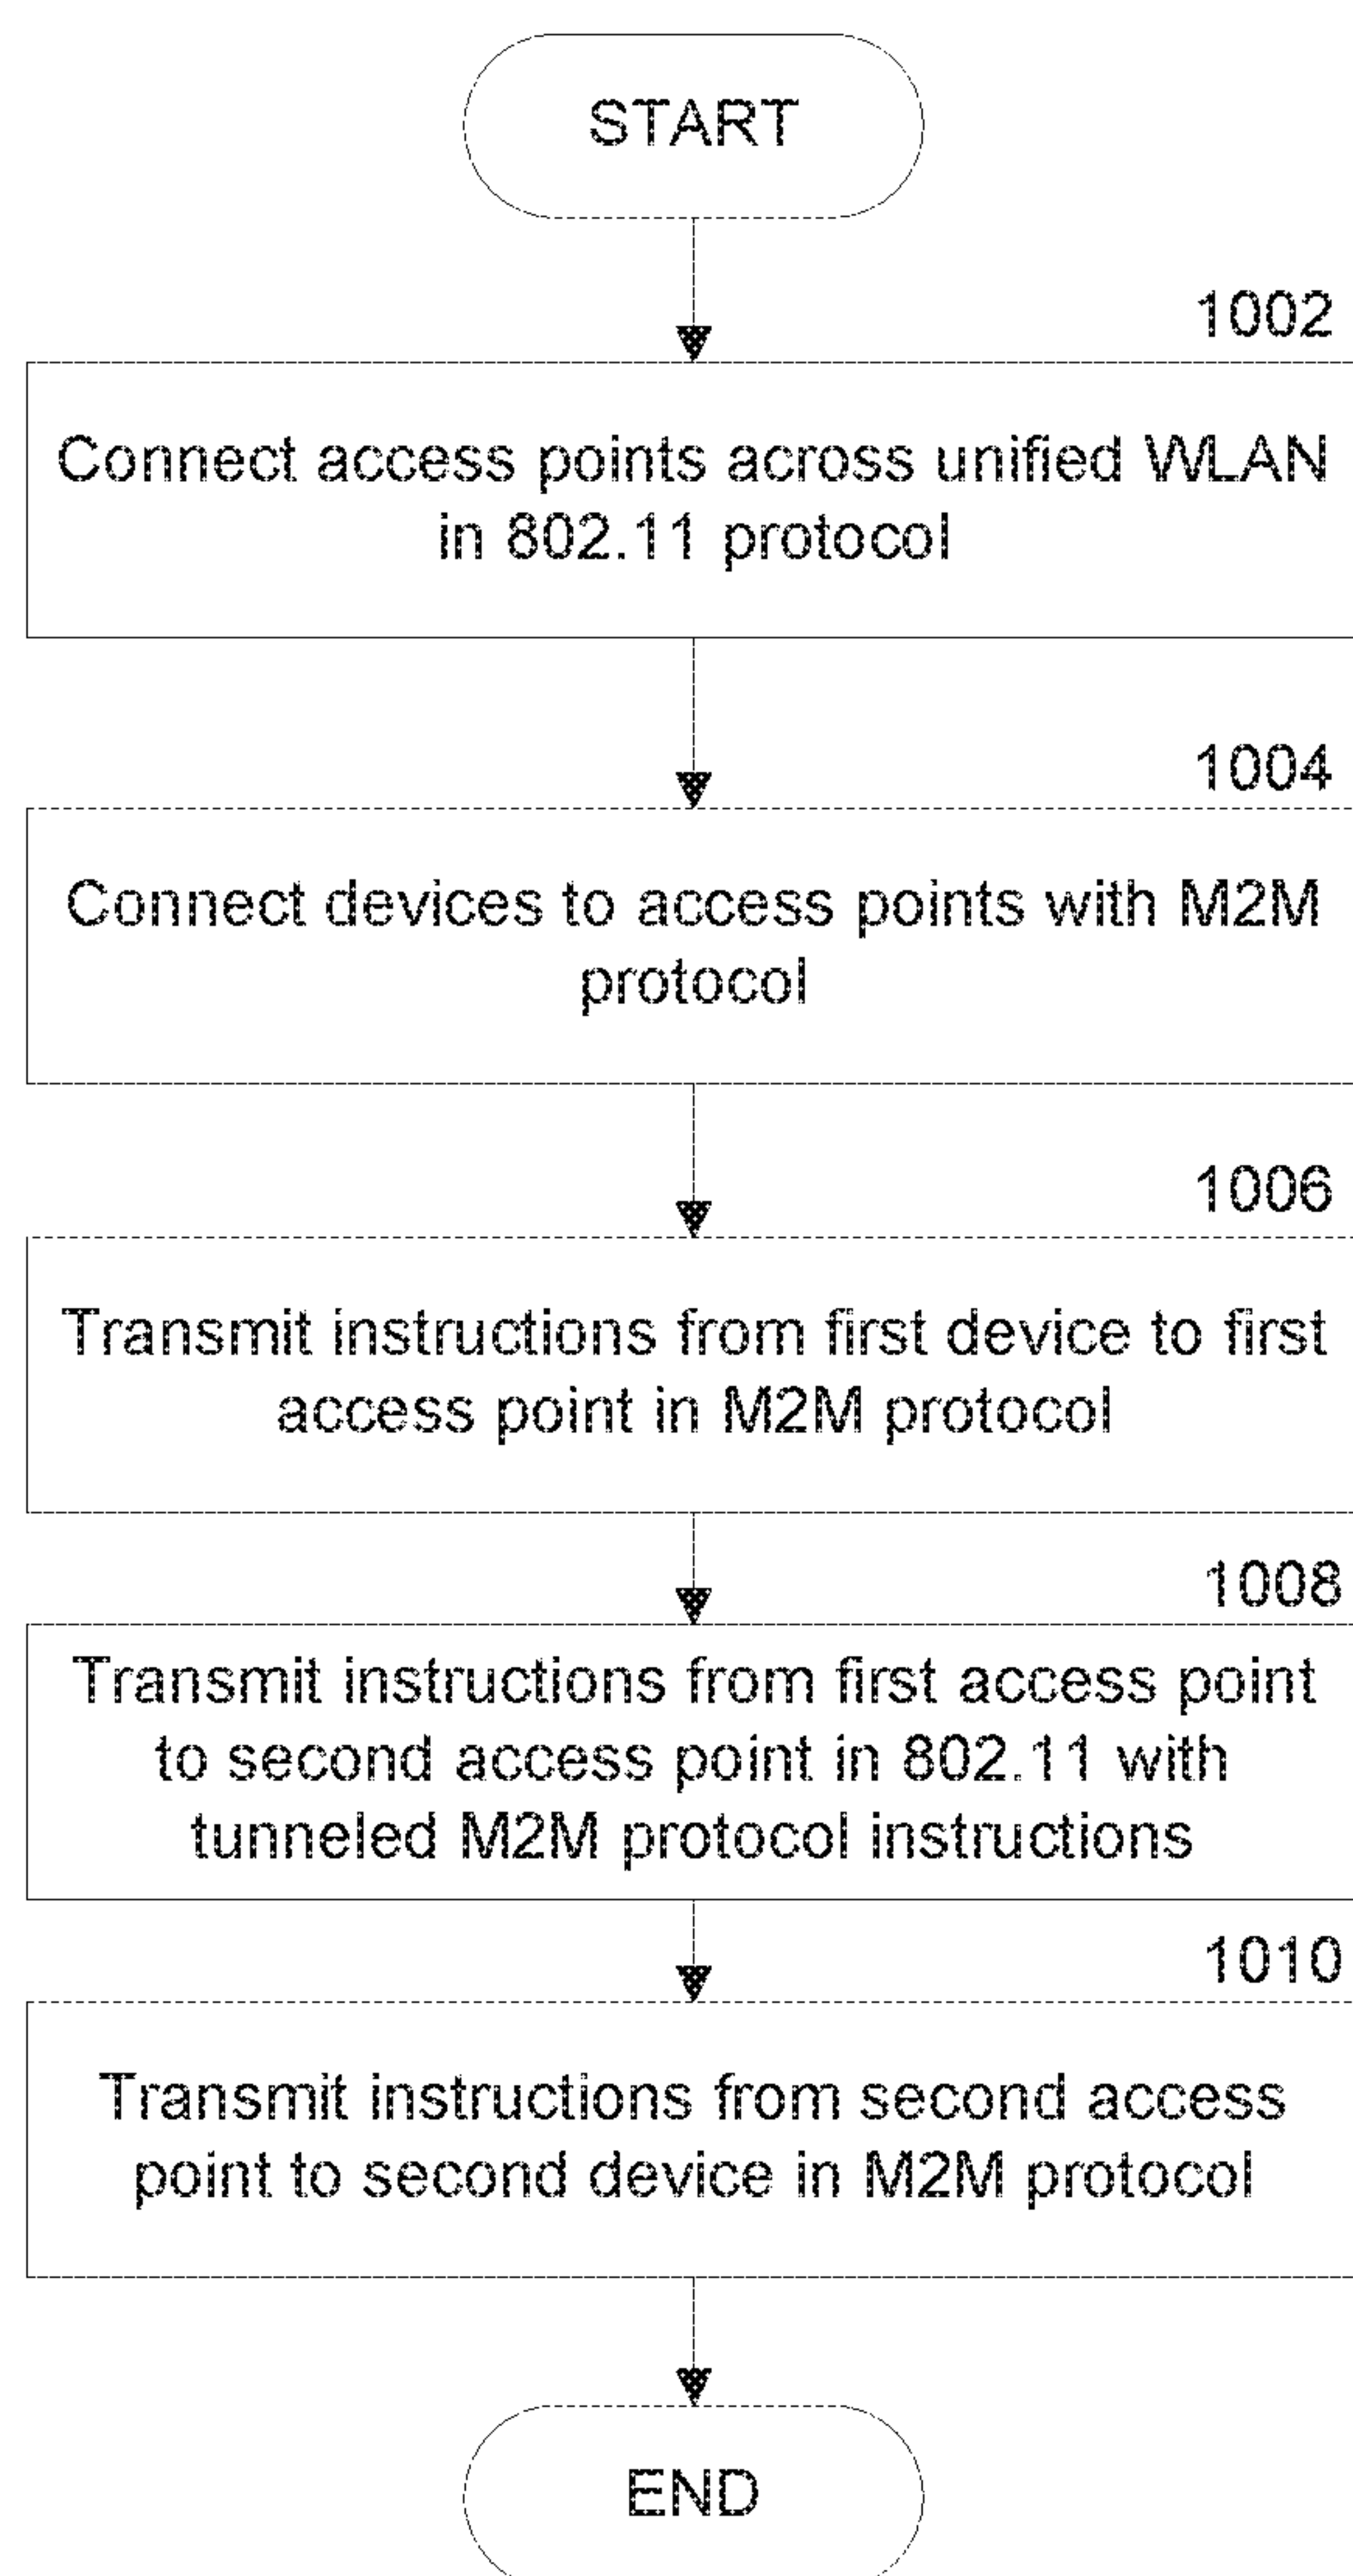 START
1002
Connect access points across unified WLAN
in 802.11 protocol
1004
Connect devices to access points with M2M
protocol
1006
Transmit instructions from first device to first
access point in M2M protocol
1008
Transmit instructions from first access point
to second access point in 802.11 with
tunneled M2M protocol instructions
1010
Transmit instructions from second access
point to second device in M2M protocol
END